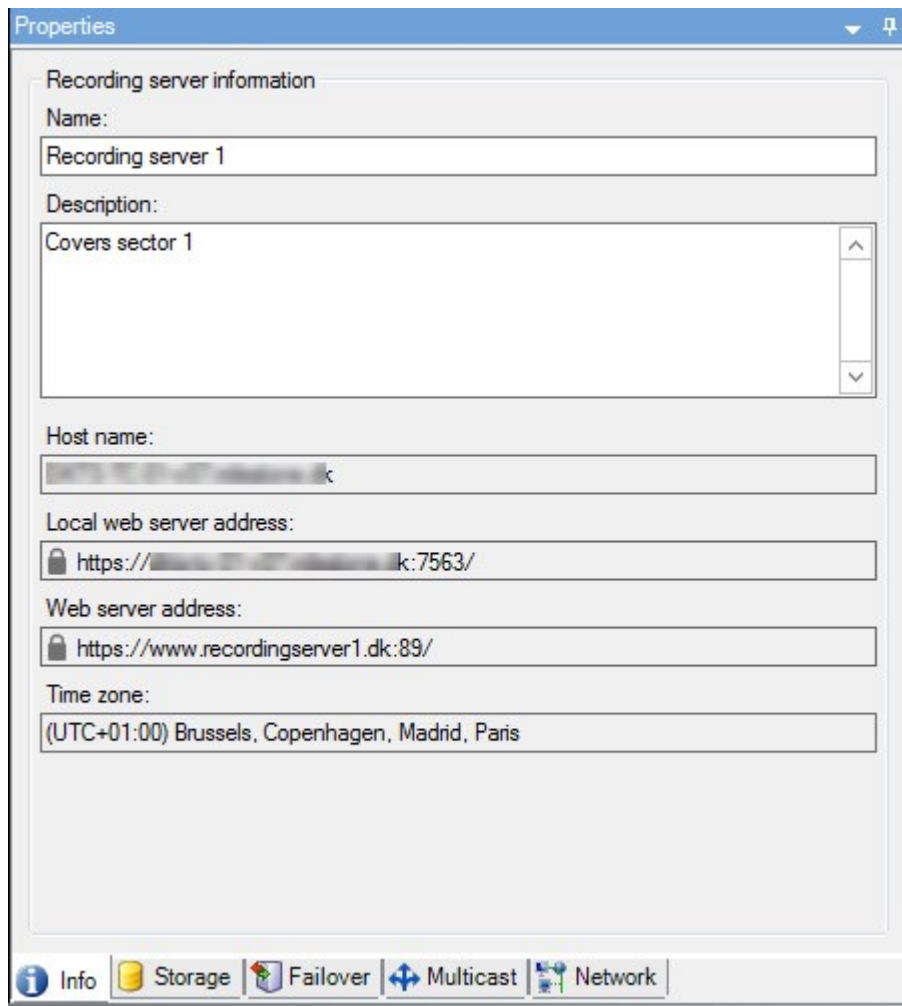 Properties
Recording server information
Name:
Recording server 1
Description:
Covers sector 1
Host name:
k
Local web server address:
https:// k:7563/
Web server address:
https://www.recordingserver1.dk:89/
Time zone:
(UTC+01:00) Brussels, Copenhagen, Madrid, Paris
Info Storage Failover Multicast Network